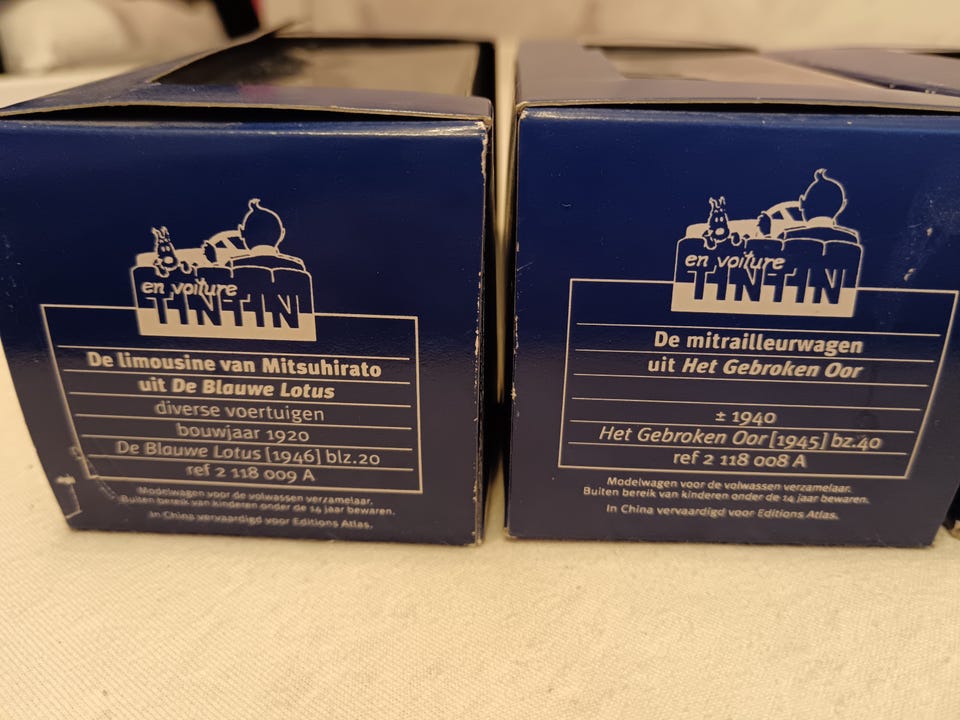 en voiture
TINTIN
De limousine van Mitsuhirato
uit De Blauwe Lotus
diverse voertuigen
bouwjaar 1920
De Blauwe Lotus [1946] blz.20
ref 2 118 009 A
Modelwagen voor de volwassen verzamelaar.
Buiten bereik van kinderen onder de 14 jaar bewaren.
In China vervaardigd voor Editions Atlas.
en voiture
TINTIN
De mitrailleurwagen
uit Het Gebroken Oor
± 1940
Het Gebroken Oor [1945] bz.40
ref 2 118 008 A
Modelwagen voor de volwassen verzamelaar.
Buiten bereik van kinderen onder de 14 jaar bewaren.
In China vervaardigd voor Editions Atlas.